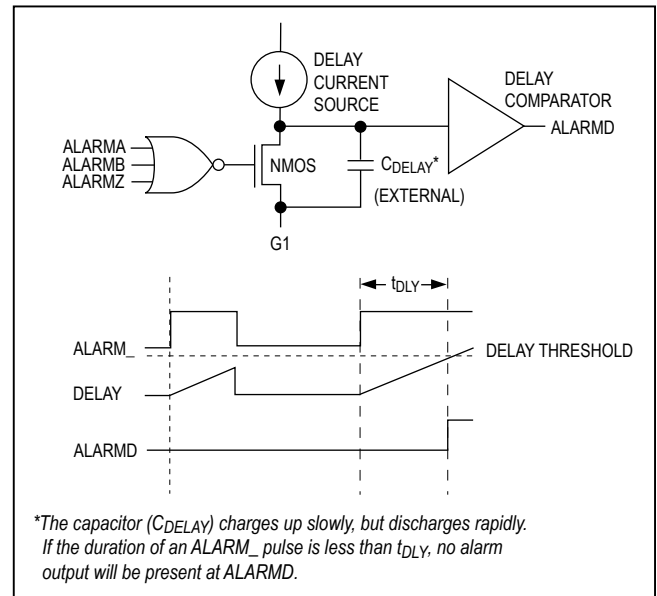 DELAY
CURRENT
SOURCE
DELAY
COMPARATOR
ALARMD
ALARMA
ALARMB
ALARMZ
NMOS
CDELAY*
(EXTERNAL)
G1
tDLY
ALARM_
DELAY THRESHOLD
DELAY
ALARMD
*The capacitor (CDELAY) charges up slowly, but discharges rapidly.
If the duration of an ALARM_ pulse is less than tDLY, no alarm
output will be present at ALARMD.